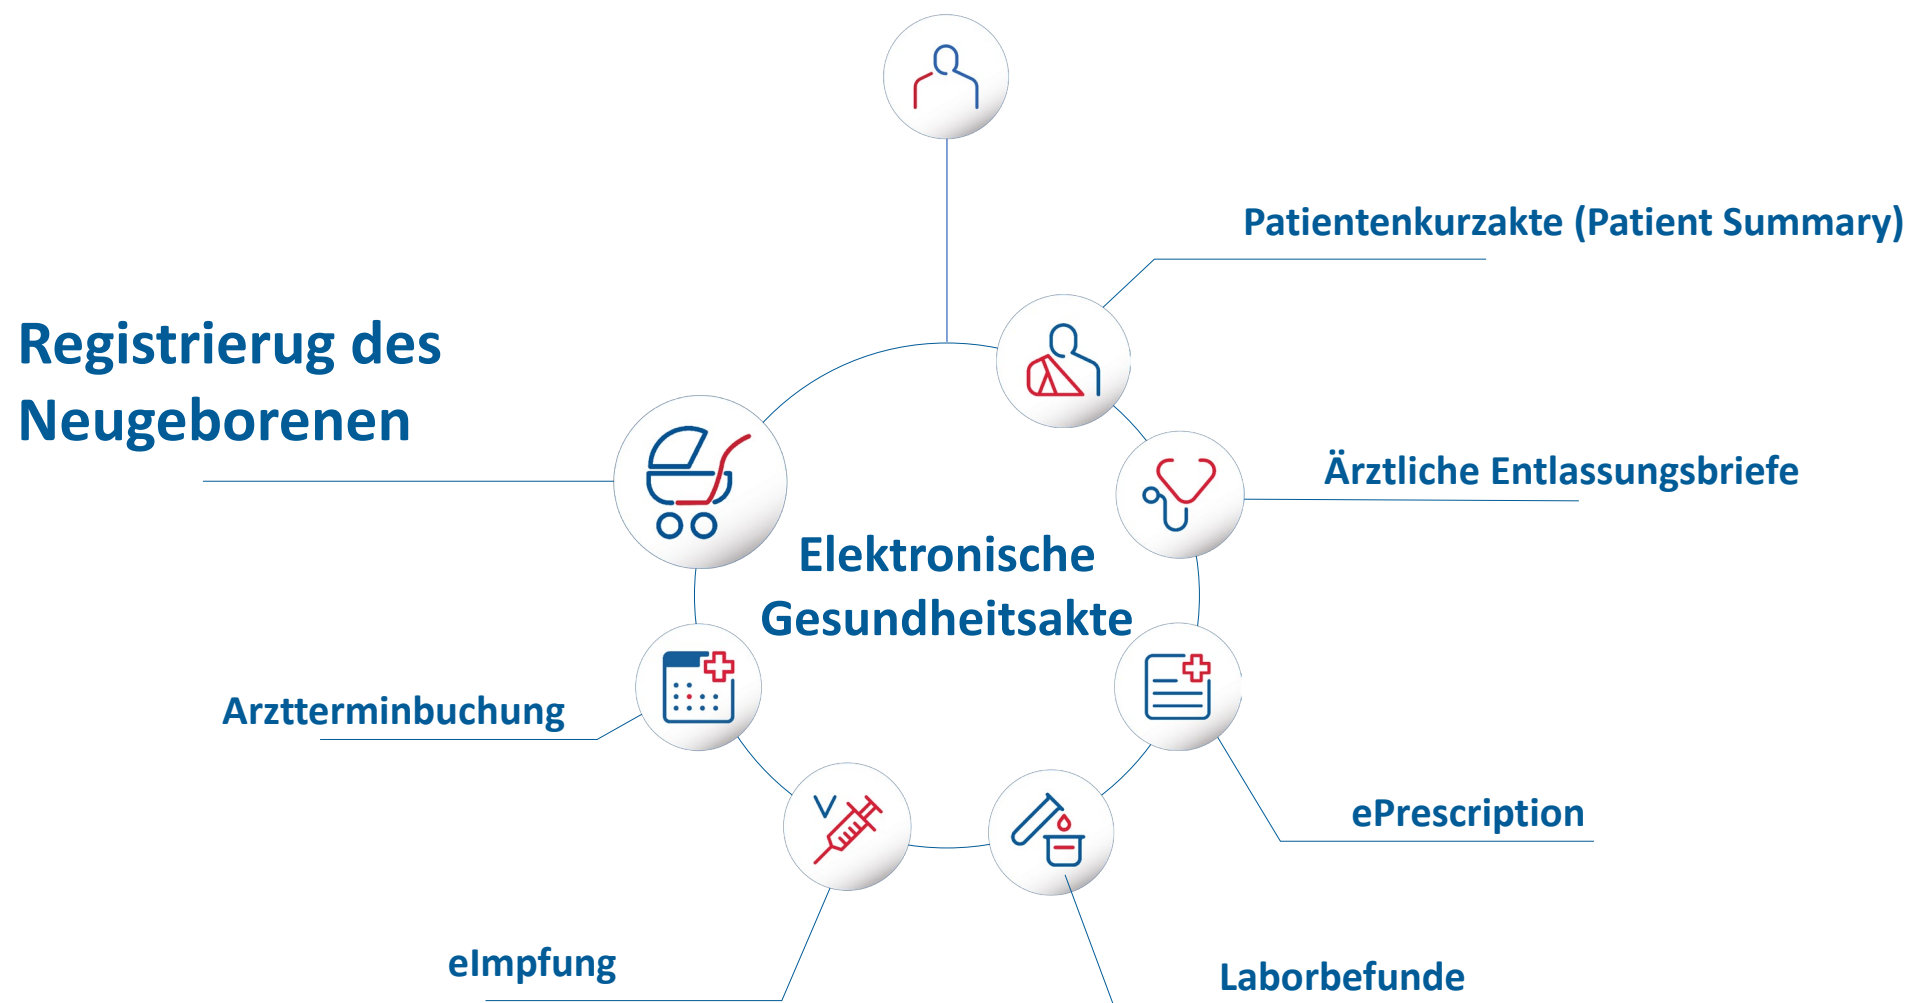 Patientenkurzakte (Patient Summary)
Registrierug des
Neugeborenen
Ärztliche Entlassungsbriefe
Elektronische
Gesundheitsakte
Arztterminbuchung
ePrescription
eImpfung
Laborbefunde